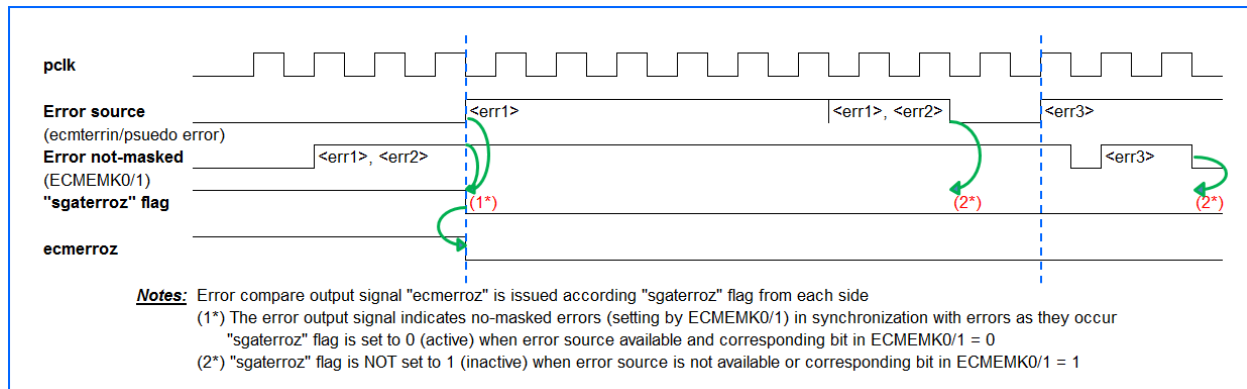 pclk
Error source
<err1>
<err1>, <err2>
<err3>
(ecmterrin/psuedo error)
Error not-masked
<err1>, <err2>
<err3>
(ECMEMK0/1)
"sgaterroz" flag
(1*)
(2*)
(2*)
ecmerroz
Notes: Error compare output signal "ecmerroz" is issued according "sgaterroz" flag from each side
(1*) The error output signal indicates no-masked errors (setting by ECMEMK0/1) in synchronization with errors as they occur
"sgaterroz" flag is set to 0 (active) when error source available and corresponding bit in ECMEMK0/1 = 0
(2*) "sgaterroz" flag is NOT set to 1 (inactive) when error source is not available or corresponding bit in ECMEMK0/1 = 1